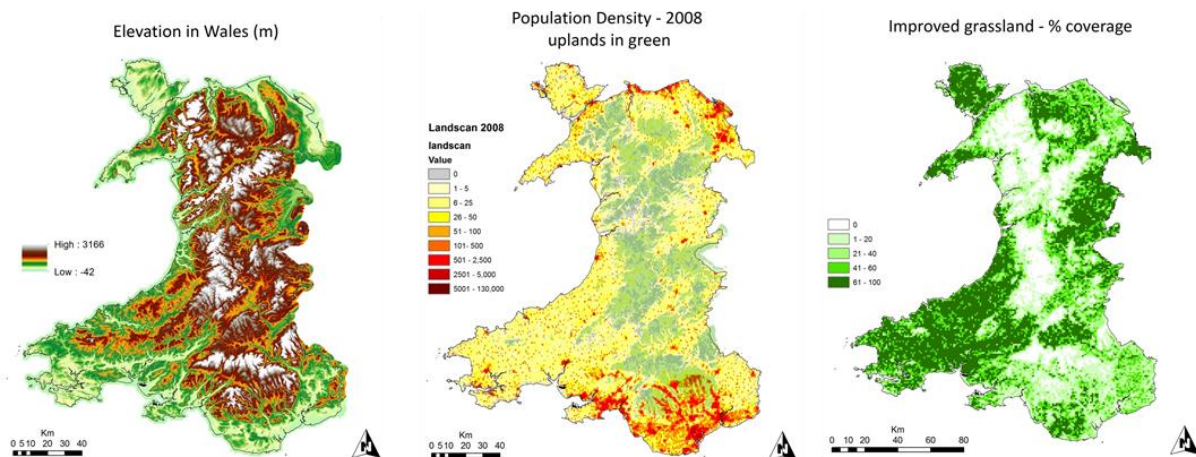 Elevation in Wales (m)
High : 3166
Low : -42
Km
0 5 10 20 30 40
N
Population Density - 2008
uplands in green
Landscan 2008
landscan
Value
0
1 - 5
6 - 25
26 - 50
51 - 100
101- 500
501 - 2,500
2501 - 5,000
5001 - 130,000
Km
0 5 10 20 30 40
N
Improved grassland - % coverage
0
1 - 20
21 - 40
41 - 60
61 - 100
Km
0 10 20 40 60 80
N